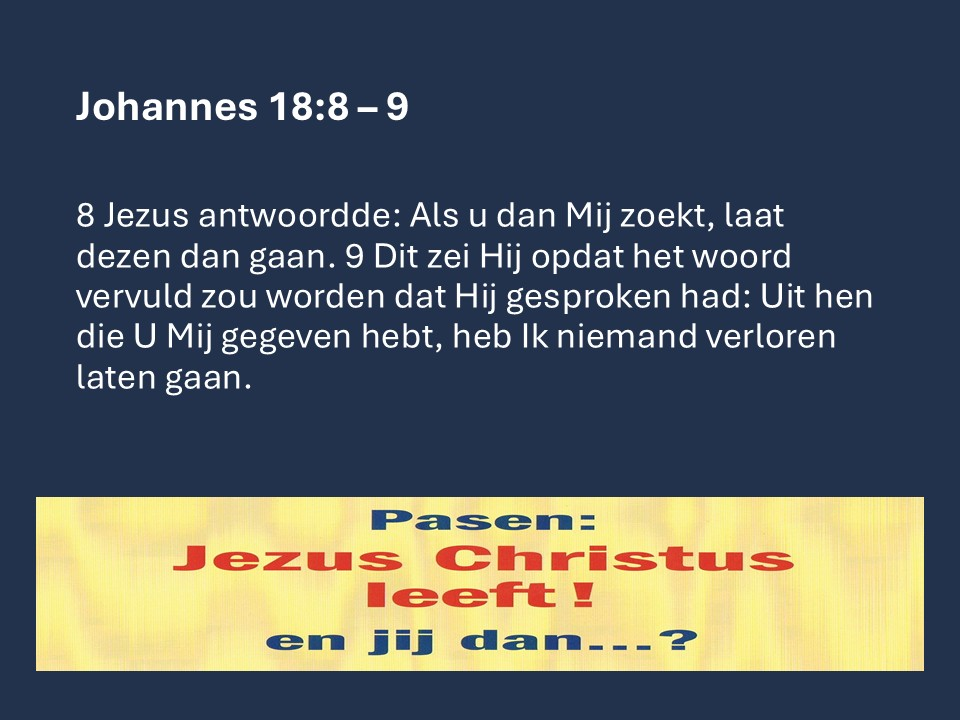 Johannes 18:8 – 9
8 Jezus antwoordde: Als u dan Mij zoekt, laat
dezen dan gaan. 9 Dit zei Hij opdat het woord
vervuld zou worden dat Hij gesproken had: Uit hen
die U Mij gegeven hebt, heb Ik niemand verloren
laten gaan.
Pasen:
Jezus Christus
leeft !
en jij dan...?